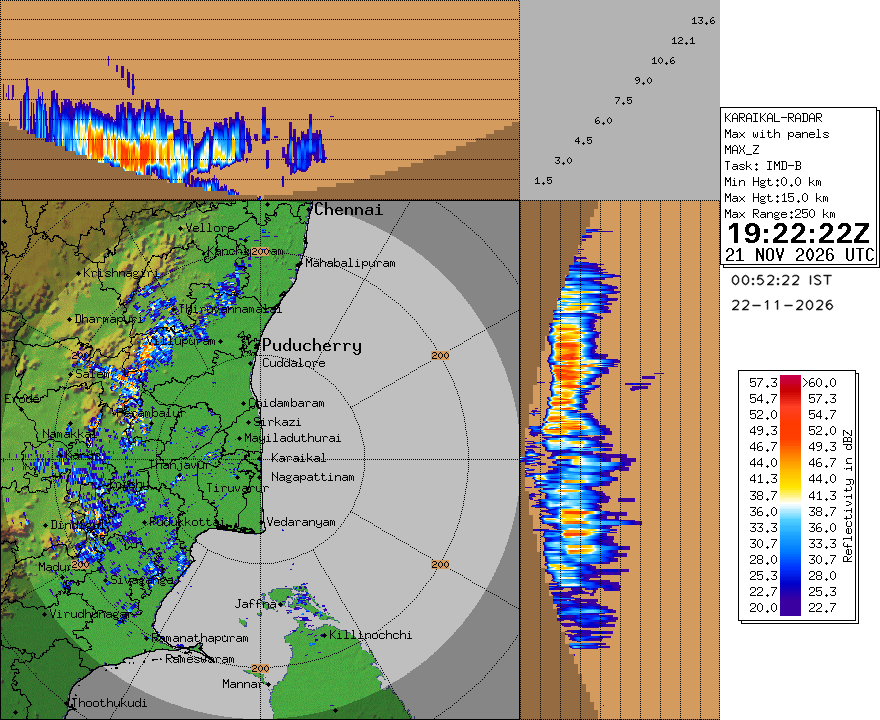 13.6
12.1
10.6
9.0
7.5
6.0
4.5
3.0
1.5
KARAIKAL-RADAR
Max with panels
MAX_Z
Task: IMD-B
Min Hgt:0.0 km
Max Hgt:15.0 km
Max Range:250 km
19:22:22Z
21 NOV 2026 UTC
00:52:22 IST
22-11-2026
Chennai
Vellore
200
Mahabalipuram
Krishnagiri
Thiruvannamalai
Dharmapuri
Villupuram
Puducherry
200
Cuddalore
Salem
Chidambaram
Perambalur
Sirkazi
Mayiladuthurai
Karaikal
Thanjavur
Nagapattinam
Tiruvarur
Pudukkottai
Vedaranyam
200
200
Sivaganga
Jaffna
Virudhunagar
Killinochchi
Ramanathapuram
Rameswaram
200
Mannar
Thoothukudi
57.3 >60.0
54.7 57.3
52.0 54.7
49.3 52.0
46.7 49.3
44.0 46.7
41.3 44.0
38.7 41.3
36.0 38.7
33.3 36.0
30.7 33.3
28.0 30.7
25.3 28.0
22.7 25.3
20.0 22.7
Reflectivity in dBZ